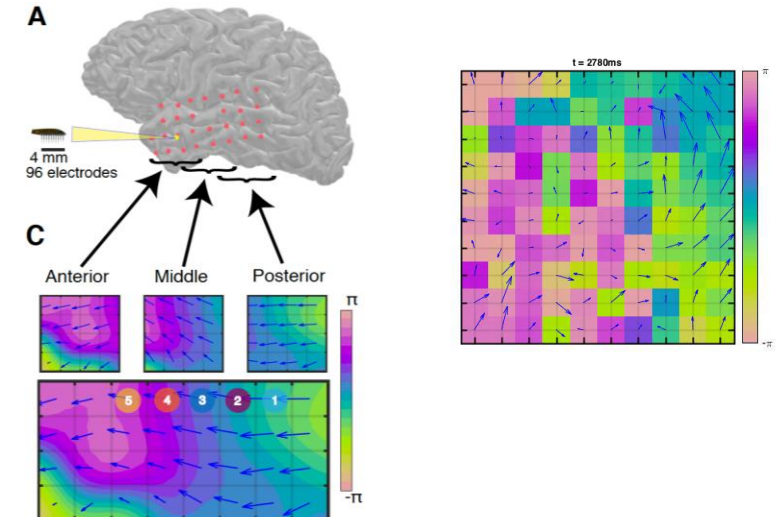 A
4 mm
96 electrodes
C
Anterior
Middle
Posterior
π
5
4
3
2
1
-π
t = 2780ms
π
-π